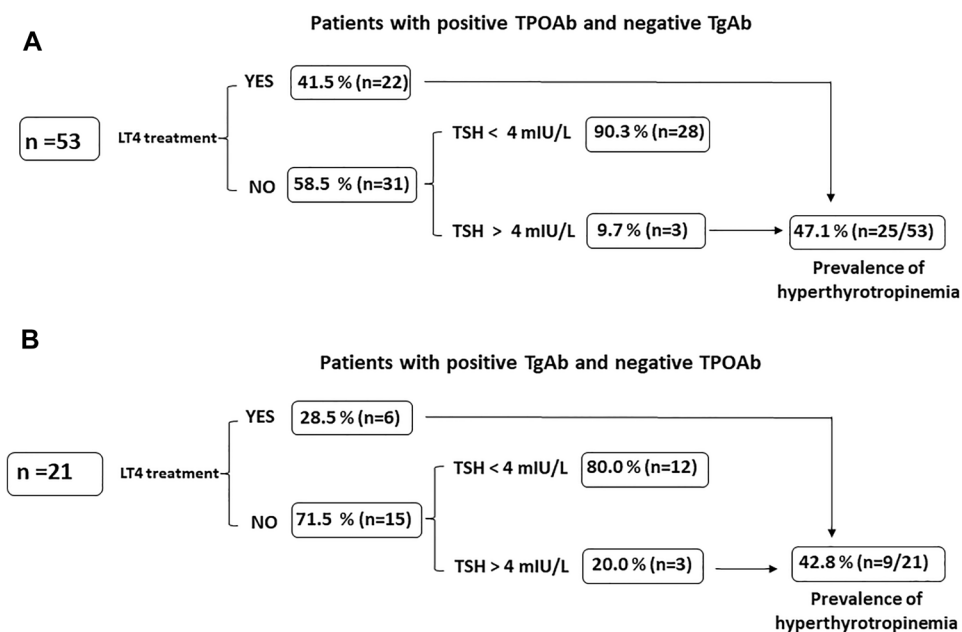 A
Patients with positive TPOAb and negative TgAb
YES
41.5 % (n=22)
n =53
LT4 treatment
TSH < 4 mIU/L
90.3 % (n=28)
NO
58.5 % (n=31)
TSH > 4 mIU/L
9.7 % (n=3)
47.1 % (n=25/53)
Prevalence of
hyperthyrotropinemia
B
Patients with positive TgAb and negative TPOAb
YES
28.5 % (n=6)
n =21
LT4 treatment
TSH < 4 mIU/L
80.0 % (n=12)
NO
71.5 % (n=15)
TSH > 4 mIU/L
20.0 % (n=3)
42.8 % (n=9/21)
Prevalence of
hyperthyrotropinemia